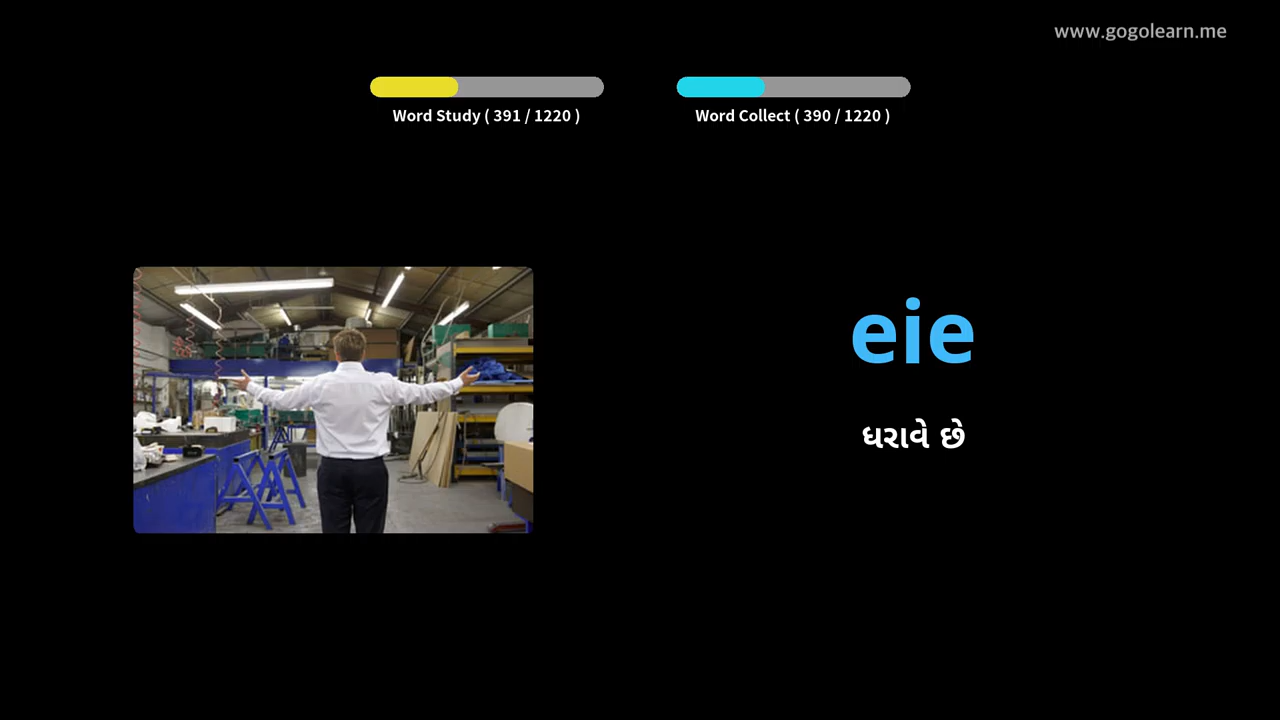 www.gogolearn.me
Word Study ( 391 / 1220 )
Word Collect ( 390 / 1220 )
eie
ધરાવે છે